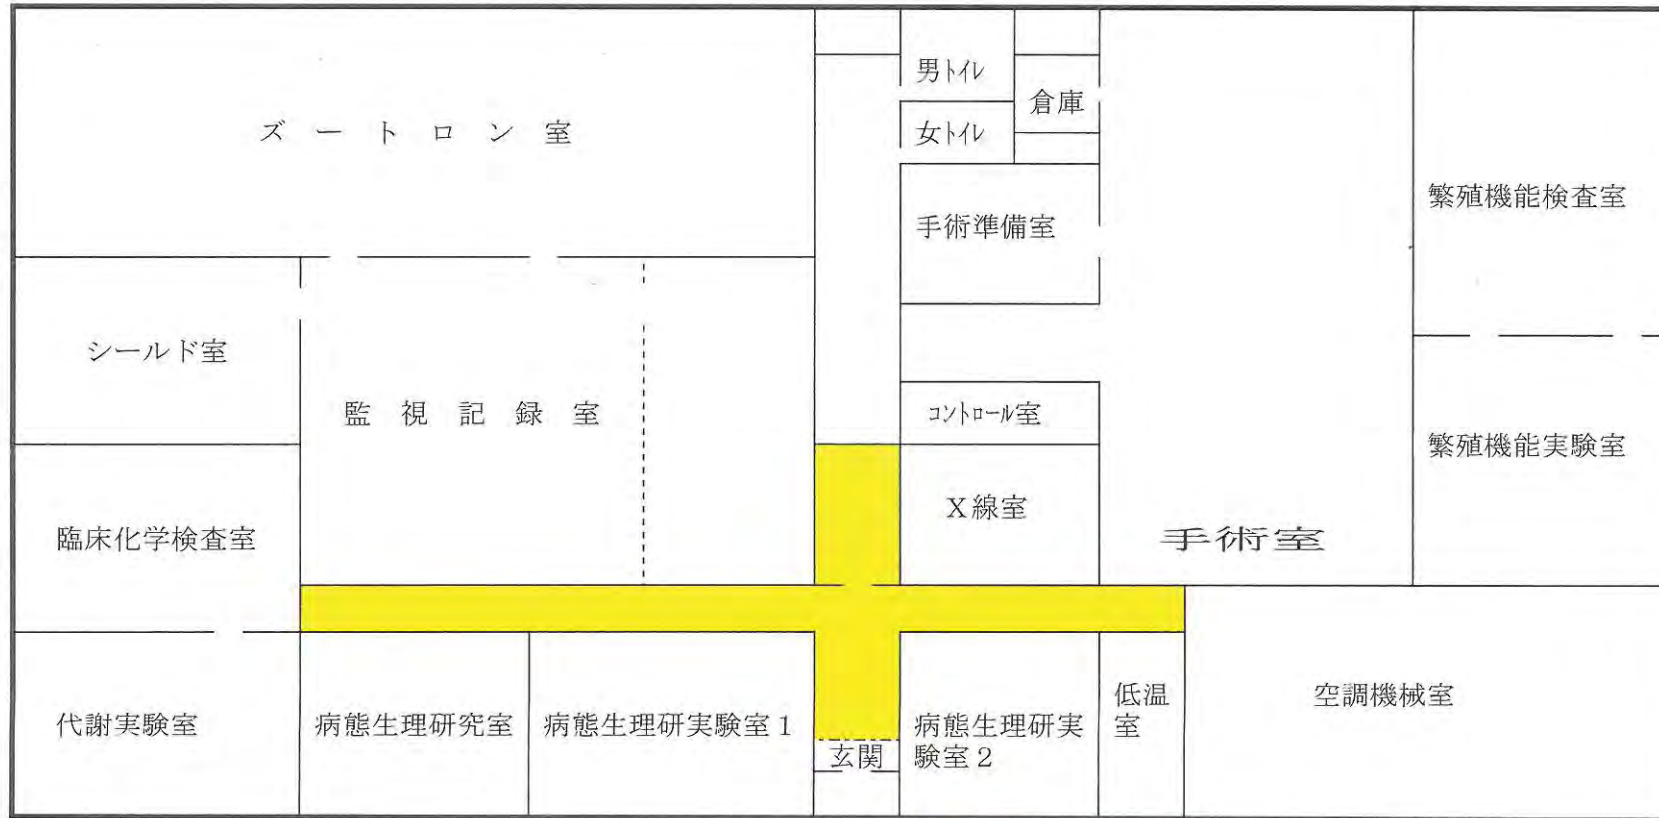 男トイレ
倉庫
ズートロン室
女トイレ
繁殖機能検査室
手術準備室
シールド室
監視記録室
コントロール室
繁殖機能実験室
X線室
臨床化学検査室
手術室
代謝実験室
病態生理研究室
病態生理研実験室1
玄関
病態生理研実
験室2
低温
室
空調機械室